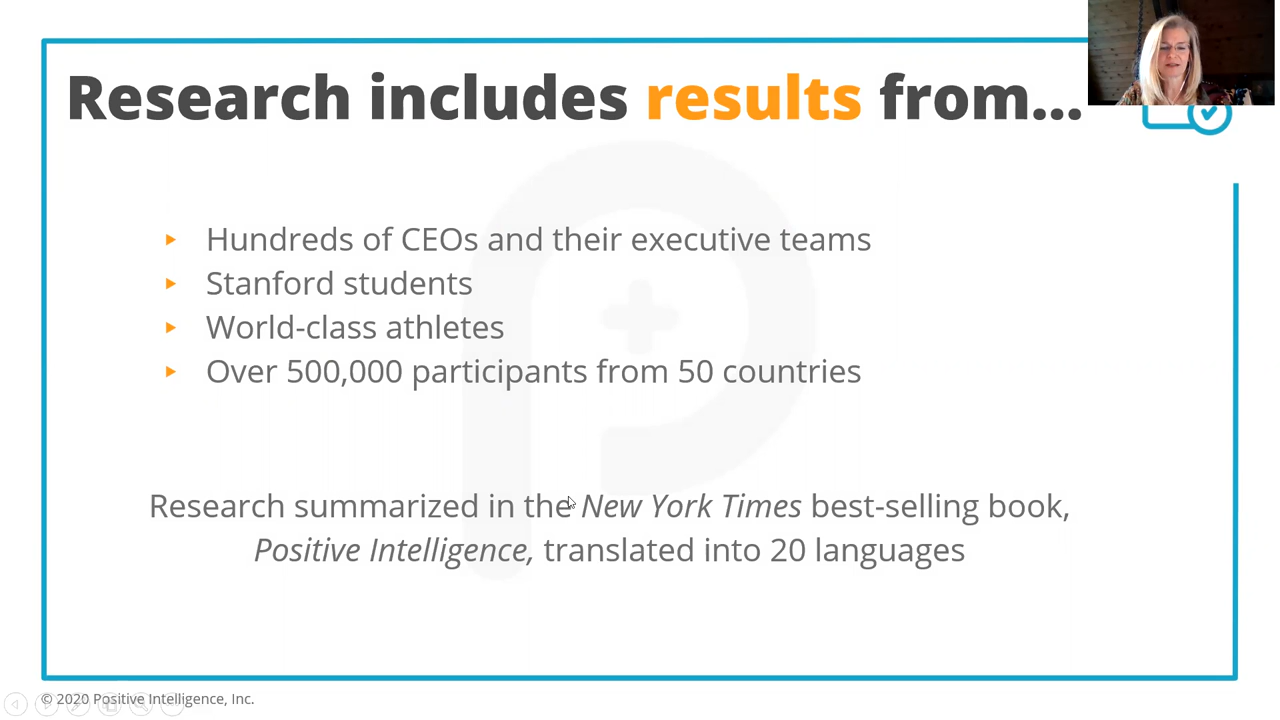 Research includes results from...
Hundreds of CEOs and their executive teams
Stanford students
World-class athletes
Over 500,000 participants from 50 countries
Research summarized in the New York Times best-selling book,
Positive Intelligence, translated into 20 languages
© 2020 Positive Intelligence, Inc.